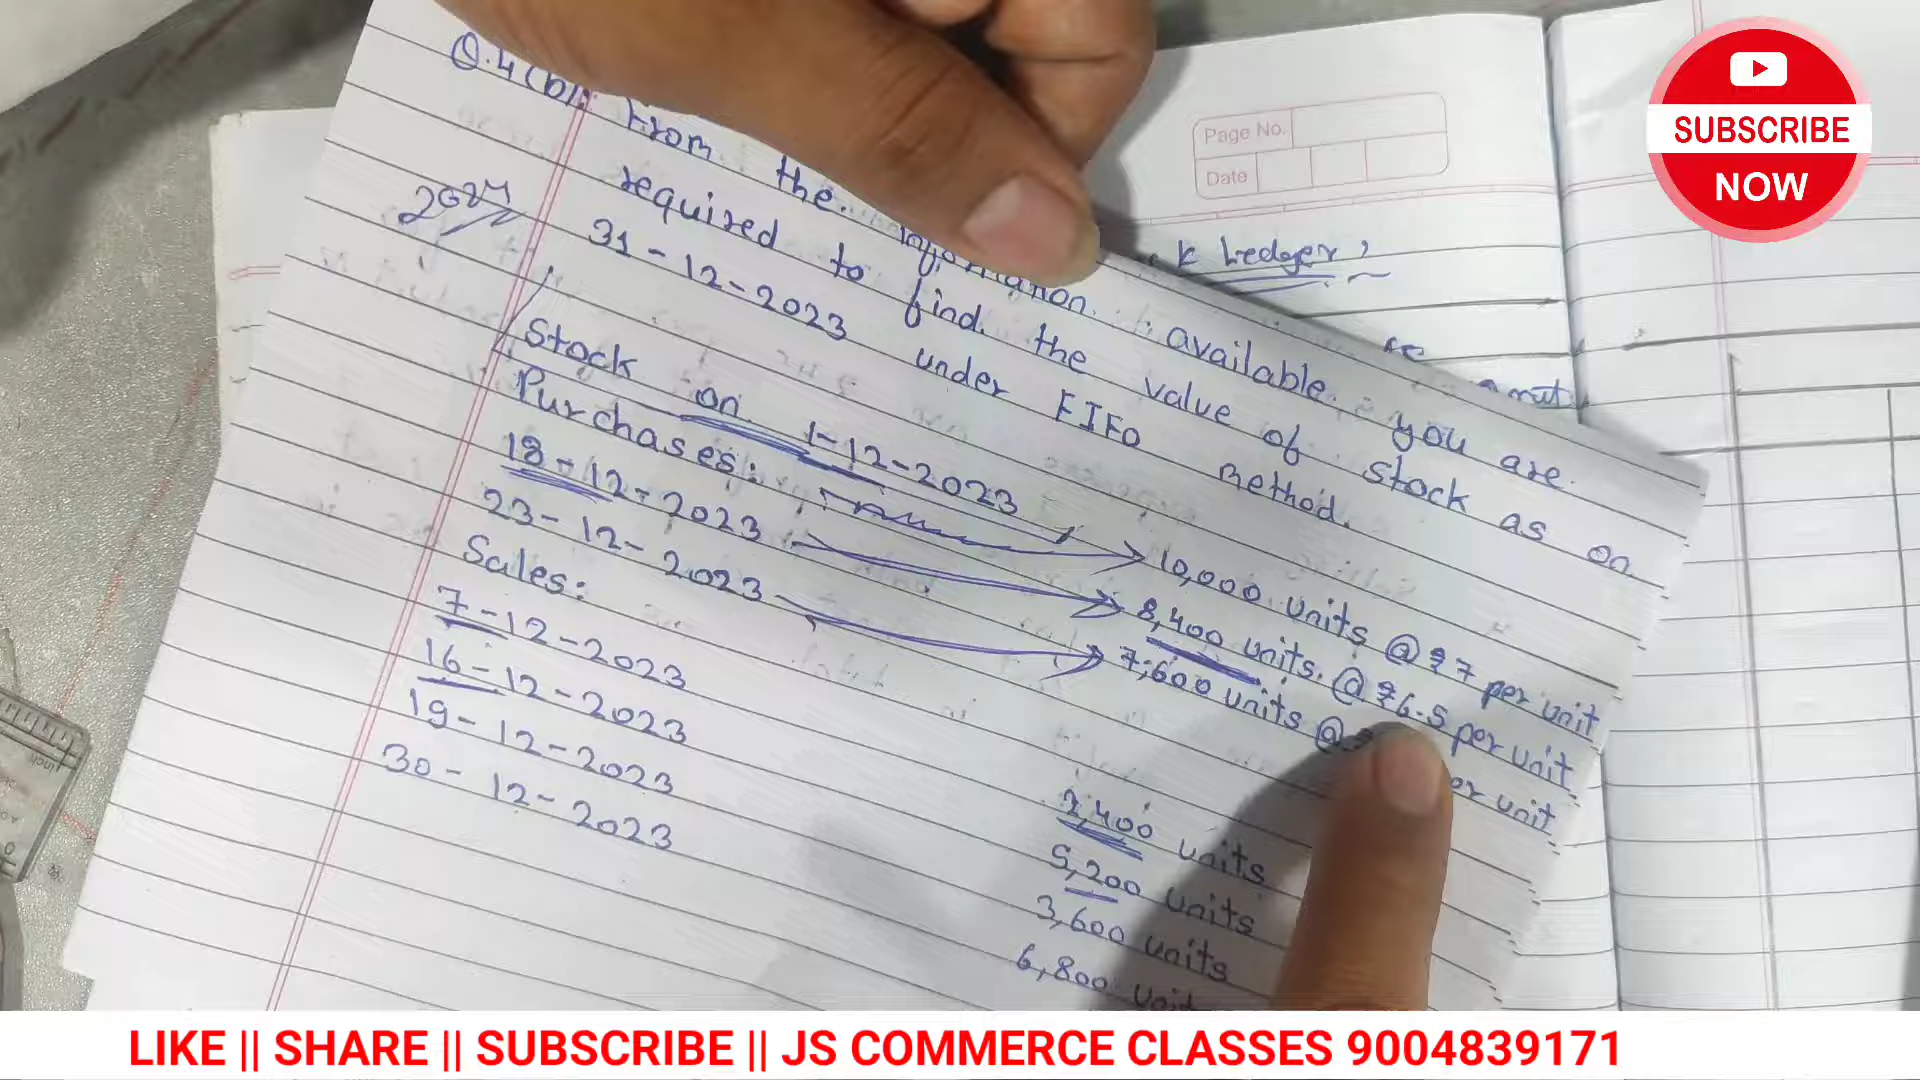 Q.4(b). From the information available. you are.
required to find. the value of stock as on
31-12-2023 under FIFO method.
2024
Stock on 1-12-2023 10,000 units @ ₹7 per unit
Purchases:
18-12-2023 8,400 units. @ ₹6.5 per unit
23-12-2023 7,600 units @ per unit
Sales:
7-12-2023 2,400 units
16-12-2023 5,200 units
19-12-2023 3,600 units
30-12-2023 6,800 unit
Page No.
Date
Ledger
SUBSCRIBE
NOW
LIKE || SHARE || SUBSCRIBE || JS COMMERCE CLASSES 9004839171